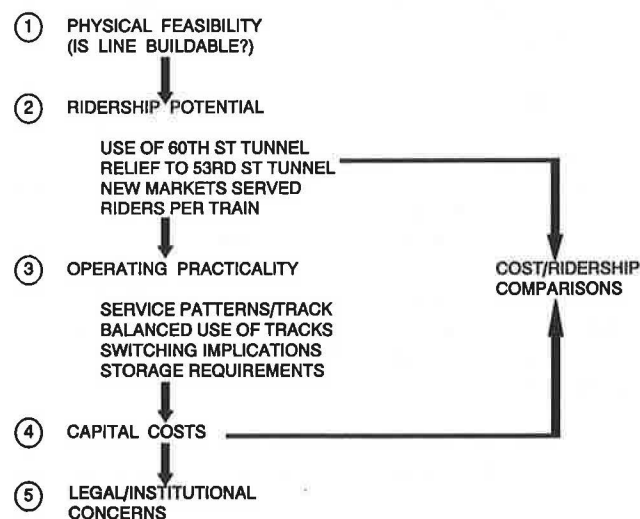 1 PHYSICAL FEASIBILITY
(IS LINE BUILDABLE?)
2 RIDERSHIP POTENTIAL
USE OF 60TH ST TUNNEL
RELIEF TO 53RD ST TUNNEL
NEW MARKETS SERVED
RIDERS PER TRAIN
3 OPERATING PRACTICALITY
COST/RIDERSHIP
COMPARISONS
SERVICE PATTERNS/TRACK
BALANCED USE OF TRACKS
SWITCHING IMPLICATIONS
STORAGE REQUIREMENTS
4 CAPITAL COSTS
5 LEGAL/INSTITUTIONAL
CONCERNS